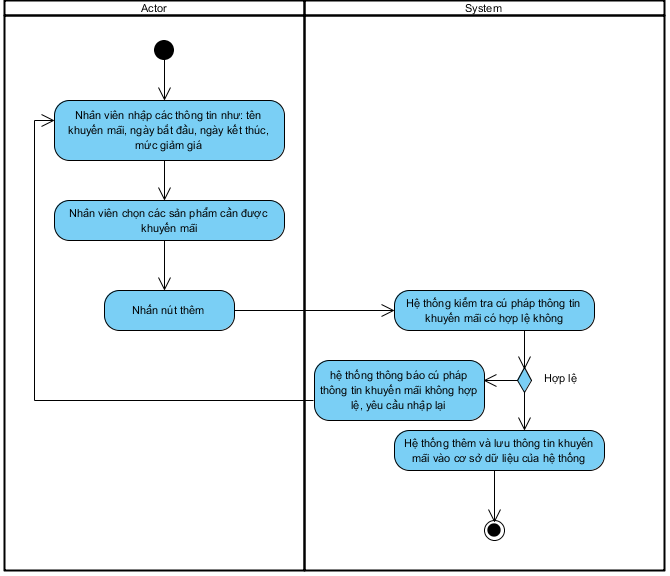 Actor
System
Nhân viên nhập các thông tin như: tên
khuyến mãi, ngày bắt đầu, ngày kết thúc,
mức giảm giá
Nhân viên chọn các sản phẩm cần được
khuyến mãi
Nhấn nút thêm
Hệ thống kiểm tra cú pháp thông tin
khuyến mãi có hợp lệ không
hệ thống thông báo cú pháp
thông tin khuyến mãi không hợp
lệ, yêu cầu nhập lại
Hợp lệ
Hệ thống thêm và lưu thông tin khuyến
mãi vào cơ sở dữ liệu của hệ thống